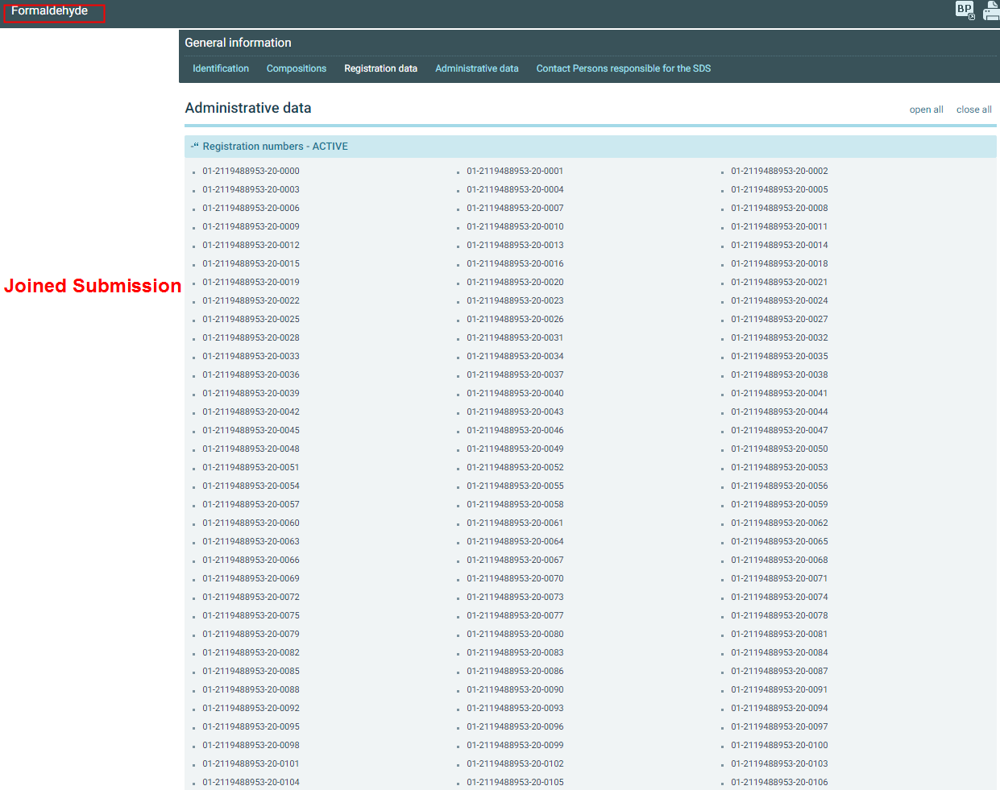 Formaldehyde
BP
General information
Identification Compositions Registration data Administrative data Contact Persons responsible for the SDS
Administrative data open all close all
-“ Registration numbers - ACTIVE
01-2119488953-20-0000 01-2119488953-20-0001 01-2119488953-20-0002
01-2119488953-20-0003 01-2119488953-20-0004 01-2119488953-20-0005
01-2119488953-20-0006 01-2119488953-20-0007 01-2119488953-20-0008
01-2119488953-20-0009 01-2119488953-20-0010 01-2119488953-20-0011
01-2119488953-20-0012 01-2119488953-20-0013 01-2119488953-20-0014
01-2119488953-20-0015 01-2119488953-20-0016 01-2119488953-20-0018
Joined Submission
01-2119488953-20-0019 01-2119488953-20-0020 01-2119488953-20-0021
01-2119488953-20-0022 01-2119488953-20-0023 01-2119488953-20-0024
01-2119488953-20-0025 01-2119488953-20-0026 01-2119488953-20-0027
01-2119488953-20-0028 01-2119488953-20-0031 01-2119488953-20-0032
01-2119488953-20-0033 01-2119488953-20-0034 01-2119488953-20-0035
01-2119488953-20-0036 01-2119488953-20-0037 01-2119488953-20-0038
01-2119488953-20-0039 01-2119488953-20-0040 01-2119488953-20-0041
01-2119488953-20-0042 01-2119488953-20-0043 01-2119488953-20-0044
01-2119488953-20-0045 01-2119488953-20-0046 01-2119488953-20-0047
01-2119488953-20-0048 01-2119488953-20-0049 01-2119488953-20-0050
01-2119488953-20-0051 01-2119488953-20-0052 01-2119488953-20-0053
01-2119488953-20-0054 01-2119488953-20-0055 01-2119488953-20-0056
01-2119488953-20-0057 01-2119488953-20-0058 01-2119488953-20-0059
01-2119488953-20-0060 01-2119488953-20-0061 01-2119488953-20-0062
01-2119488953-20-0063 01-2119488953-20-0064 01-2119488953-20-0065
01-2119488953-20-0066 01-2119488953-20-0067 01-2119488953-20-0068
01-2119488953-20-0069 01-2119488953-20-0070 01-2119488953-20-0071
01-2119488953-20-0072 01-2119488953-20-0073 01-2119488953-20-0074
01-2119488953-20-0075 01-2119488953-20-0077 01-2119488953-20-0078
01-2119488953-20-0079 01-2119488953-20-0080 01-2119488953-20-0081
01-2119488953-20-0082 01-2119488953-20-0083 01-2119488953-20-0084
01-2119488953-20-0085 01-2119488953-20-0086 01-2119488953-20-0087
01-2119488953-20-0088 01-2119488953-20-0090 01-2119488953-20-0091
01-2119488953-20-0092 01-2119488953-20-0093 01-2119488953-20-0094
01-2119488953-20-0095 01-2119488953-20-0096 01-2119488953-20-0097
01-2119488953-20-0098 01-2119488953-20-0099 01-2119488953-20-0100
01-2119488953-20-0101 01-2119488953-20-0102 01-2119488953-20-0103
01-2119488953-20-0104 01-2119488953-20-0105 01-2119488953-20-0106